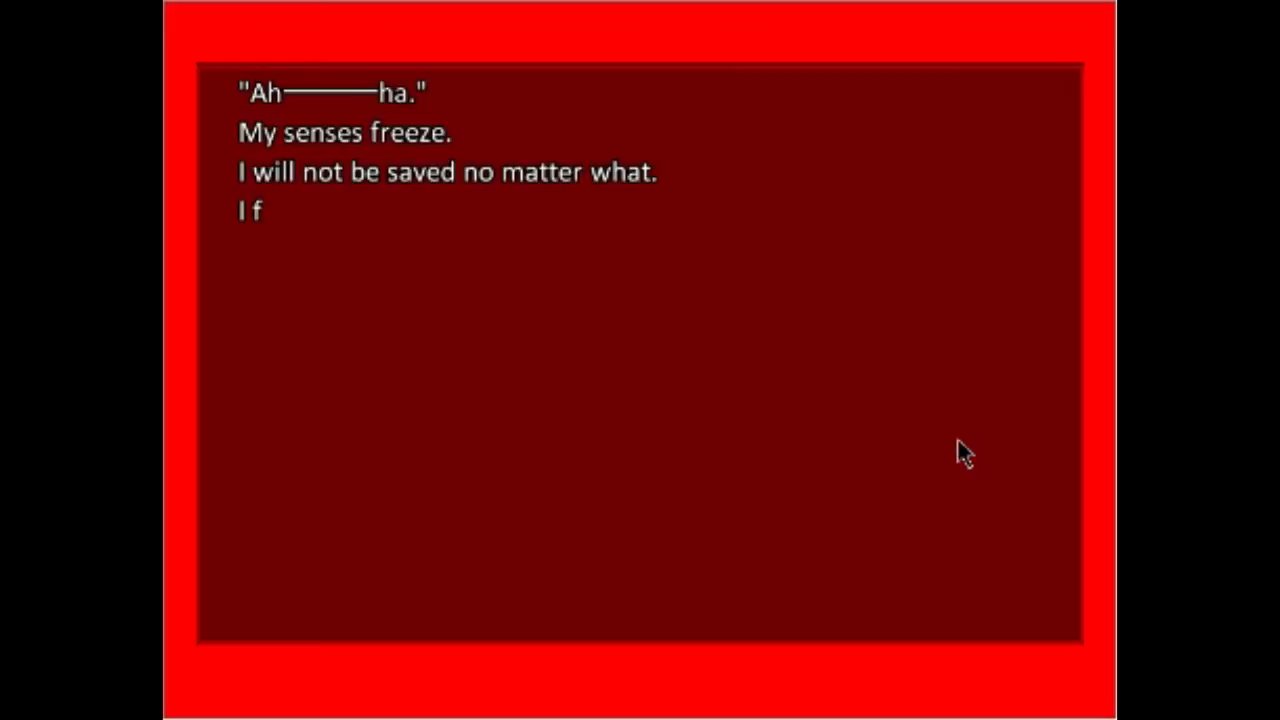 "Ah————ha."
My senses freeze.
I will not be saved no matter what.
I f